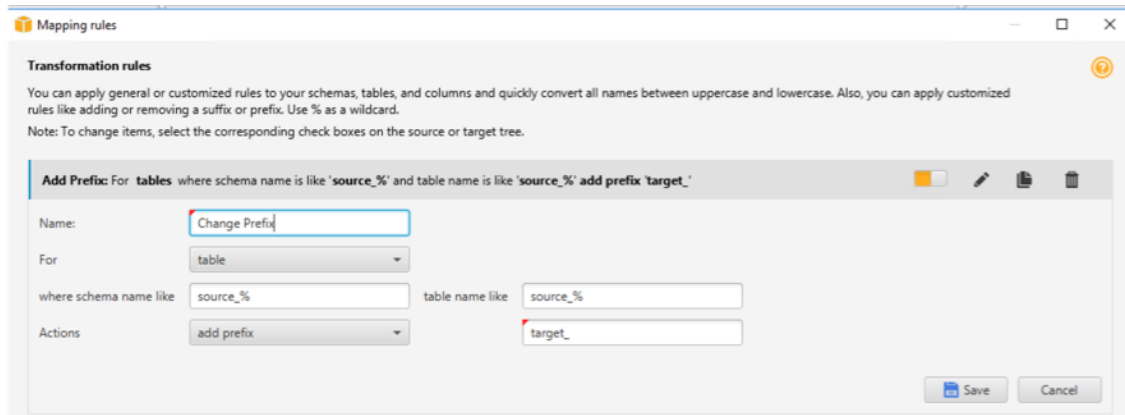 Mapping rules
Transformation rules
You can apply general or customized rules to your schemas, tables, and columns and quickly convert all names between uppercase and lowercase. Also, you can apply customized
rules like adding or removing a suffix or prefix. Use % as a wildcard.
Note: To change items, select the corresponding check boxes on the source or target tree.
Add Prefix: For tables where schema name is like 'source_%' and table name is like 'source_%' add prefix 'target_'
Name: Change Prefix
For table
where schema name like source_% table name like source_%
Actions add prefix target_
Save Cancel